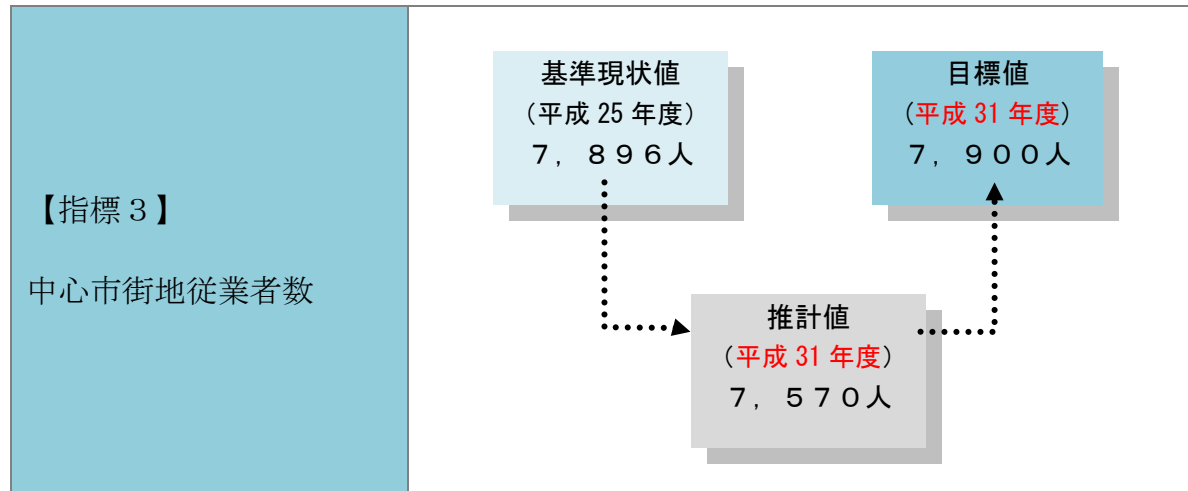 【指標３】
中心市街地従業者数
基準現状値
（平成 25 年度）
７，８９６人
目標値
（平成 31 年度）
７，９００人
推計値
（平成 31 年度）
７，５７０人